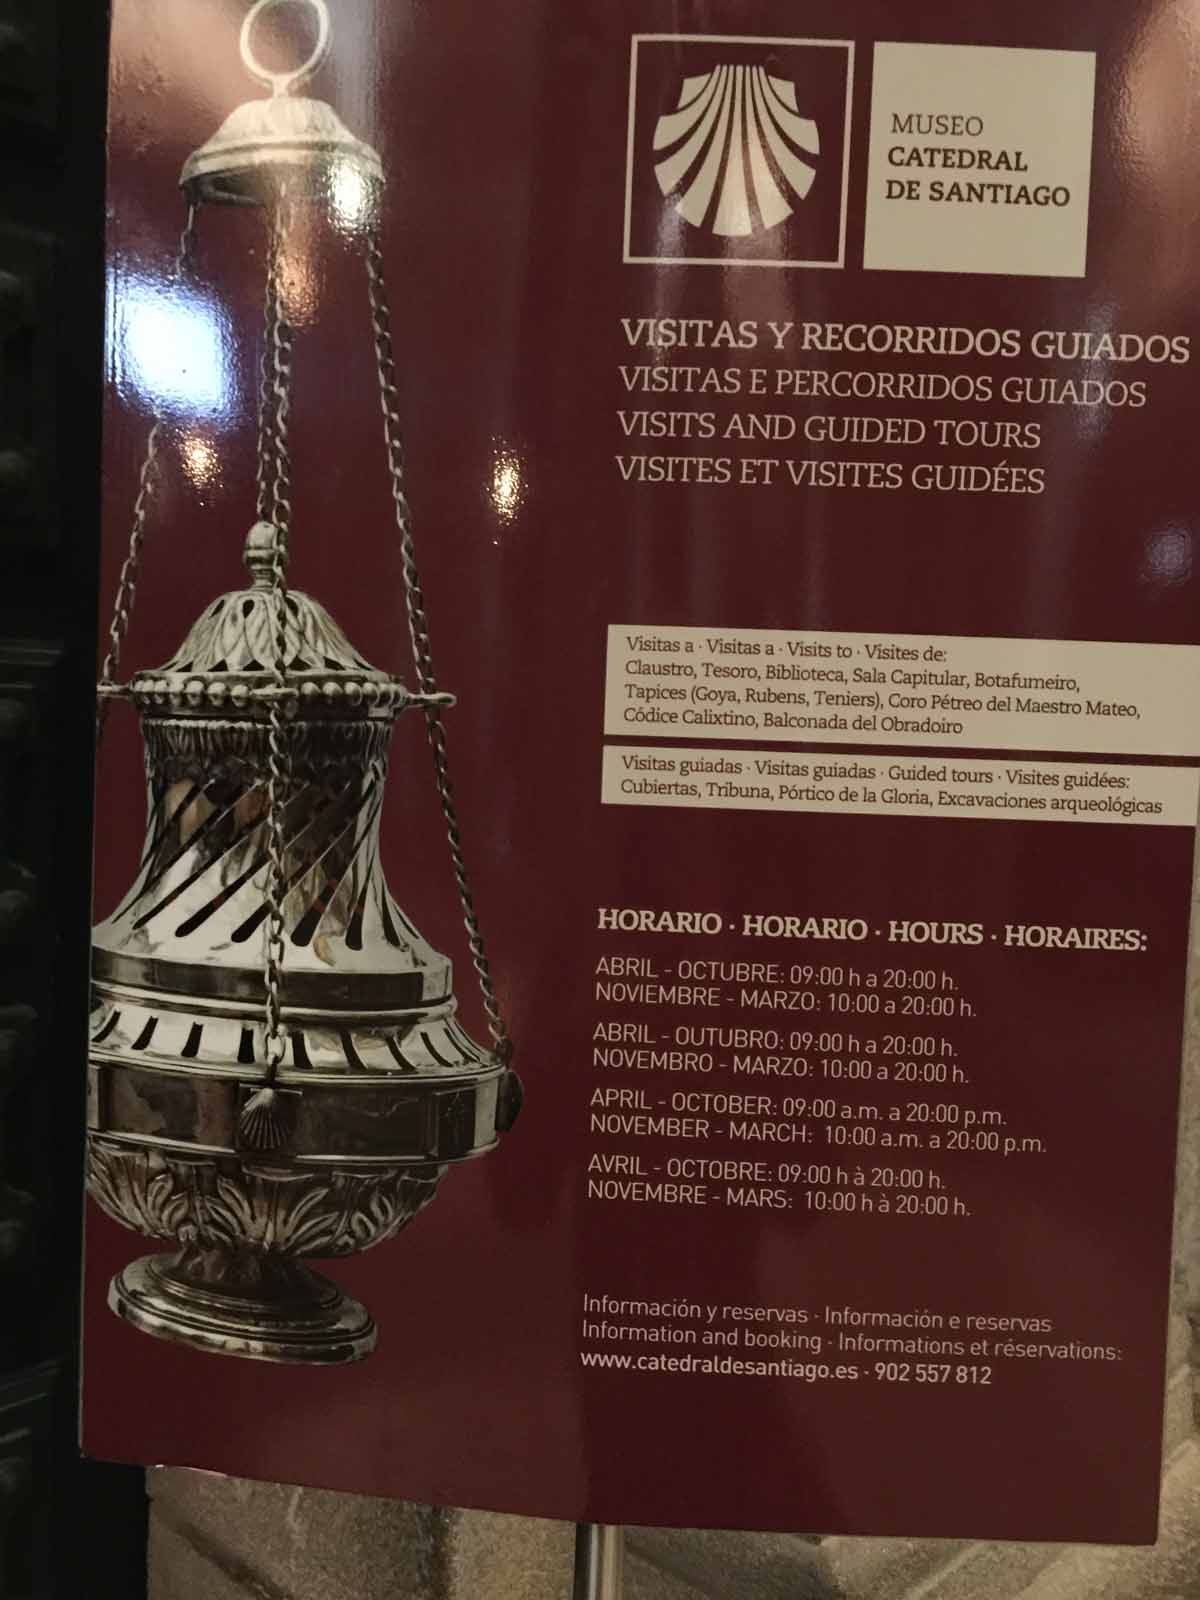 MUSEO
CATEDRAL
DE SANTIAGO
VISITAS Y RECORRIDOS GUIADOS
VISITAS E PERCORRIDOS GUIADOS
VISITS AND GUIDED TOURS
VISITES ET VISITES GUIDÉES
Visitas a · Visitas a · Visits to · Visites de:
Claustro, Tesoro, Biblioteca, Sala Capitular, Botafumeiro,
Tapices (Goya, Rubens, Teniers), Coro Pétreo del Maestro Mateo,
Códice Calixtino, Balconada del Obradoiro
Visitas guiadas · Visitas guiadas · Guided tours · Visites guidées:
Cubiertas, Tribuna, Pórtico de la Gloria, Excavaciones arqueológicas
HORARIO · HORARIO · HOURS · HORAIRES:
ABRIL - OCTUBRE: 09:00 h a 20:00 h.
NOVIEMBRE - MARZO: 10:00 a 20:00 h.
ABRIL - OUTUBRO: 09:00 h a 20:00 h.
NOVEMBRO - MARZO: 10:00 a 20:00 h.
APRIL - OCTOBER: 09:00 a.m. a 20:00 p.m.
NOVEMBER - MARCH: 10:00 a.m. a 20:00 p.m.
AVRIL - OCTOBRE: 09:00 h à 20:00 h.
NOVEMBRE - MARS: 10:00 h à 20:00 h.
Información y reservas · Información e reservas
Information and booking · Informations et réservations:
www.catedraldesantiago.es · 902 557 812